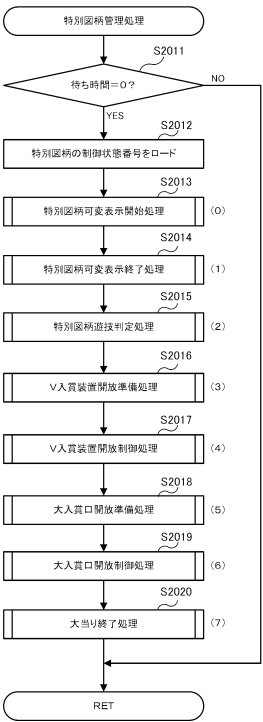 特別図柄管理処理
S2011
待ち時間=0?
NO
YES
S2012
特別図柄の制御状態番号をロード
S2013
特別図柄可変表示開始処理 (0)
S2014
特別図柄可変表示終了処理 (1)
S2015
特別図柄遊技判定処理 (2)
S2016
V入賞装置開放準備処理 (3)
S2017
V入賞装置開放制御処理 (4)
S2018
大入賞口開放準備処理 (5)
S2019
大入賞口開放制御処理 (6)
S2020
大当り終了処理 (7)
RET